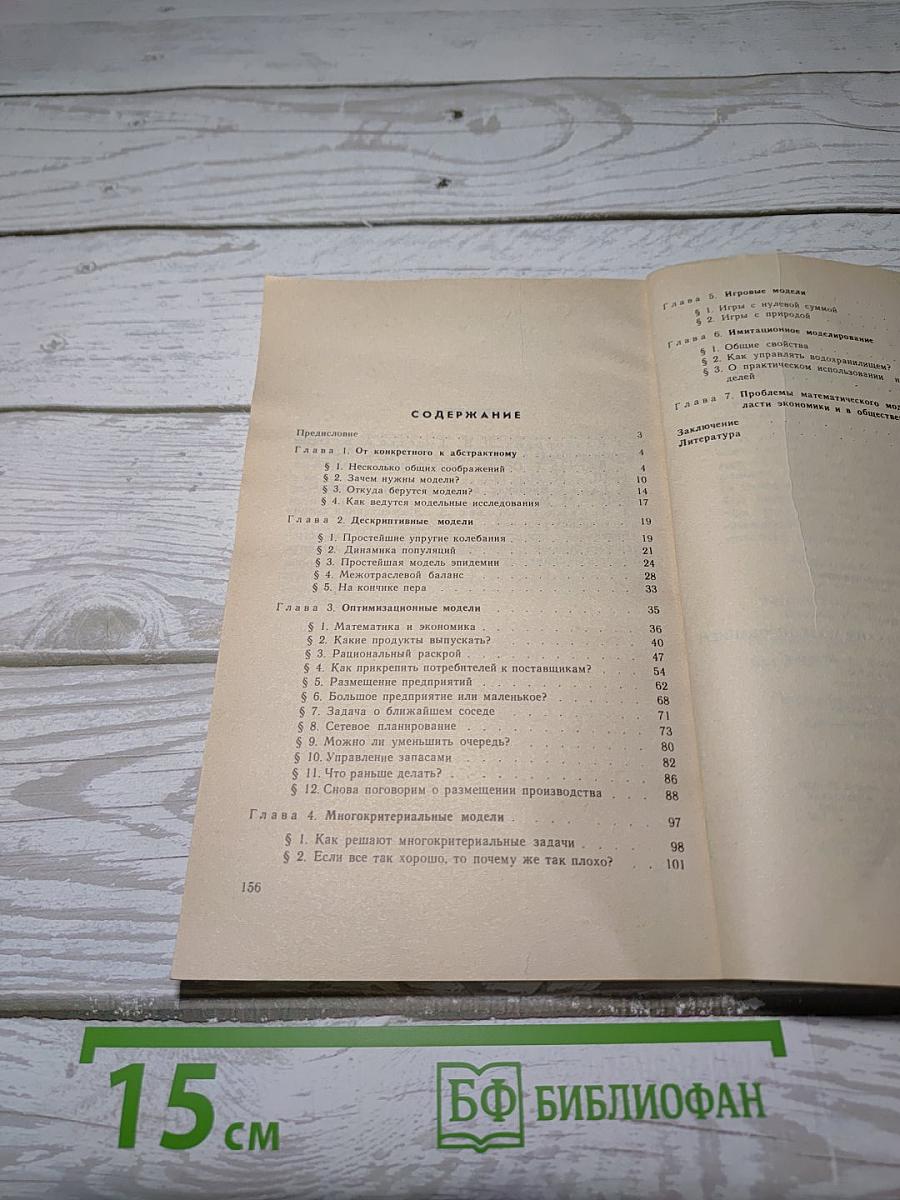 СОДЕРЖАНИЕ
Предисловие . . . 3
Глава 1. От конкретного к абстрактному . . . 4
§ 1. Несколько общих соображений . . . 4
§ 2. Зачем нужны модели? . . . 10
§ 3. Откуда берутся модели? . . . 14
§ 4. Как ведутся модельные исследования . . . 17
Глава 2. Дескриптивные модели . . . 19
§ 1. Простейшие упругие колебания . . . 19
§ 2. Динамика популяций . . . 21
§ 3. Простейшая модель эпидемии . . . 24
§ 4. Межотраслевой баланс . . . 28
§ 5. На кончике пера . . . 33
Глава 3. Оптимизационные модели . . . 35
§ 1. Математика и экономика . . . 36
§ 2. Какие продукты выпускать? . . . 40
§ 3. Рациональный раскрой . . . 47
§ 4. Как прикрепить потребителей к поставщикам? . . . 54
§ 5. Размещение предприятий . . . 62
§ 6. Большое предприятие или маленькое? . . . 68
§ 7. Задача о ближайшем соседе . . . 71
§ 8. Сетевое планирование . . . 73
§ 9. Можно ли уменьшить очередь? . . . 80
§ 10. Управление запасами . . . 82
§ 11. Что раньше делать? . . . 86
§ 12. Снова поговорим о размещении производства . . . 88
Глава 4. Многокритериальные модели . . . 97
§ 1. Как решают многокритериальные задачи . . . 98
§ 2. Если все так хорошо, то почему же так плохо? . . . 101
156
Глава 5. Игровые модели
§ 1. Игры с нулевой суммой
§ 2. Игры с природой
Глава 6. Имитационное моделирование
§ 1. Общие свойства
§ 2. Как управлять водохранилищем?
§ 3. О практическом использовании
делей
Глава 7. Проблемы математического мод
ласти экономики и в обществе
Заключение
Литература
15 см
БФ БИБЛИОФАН